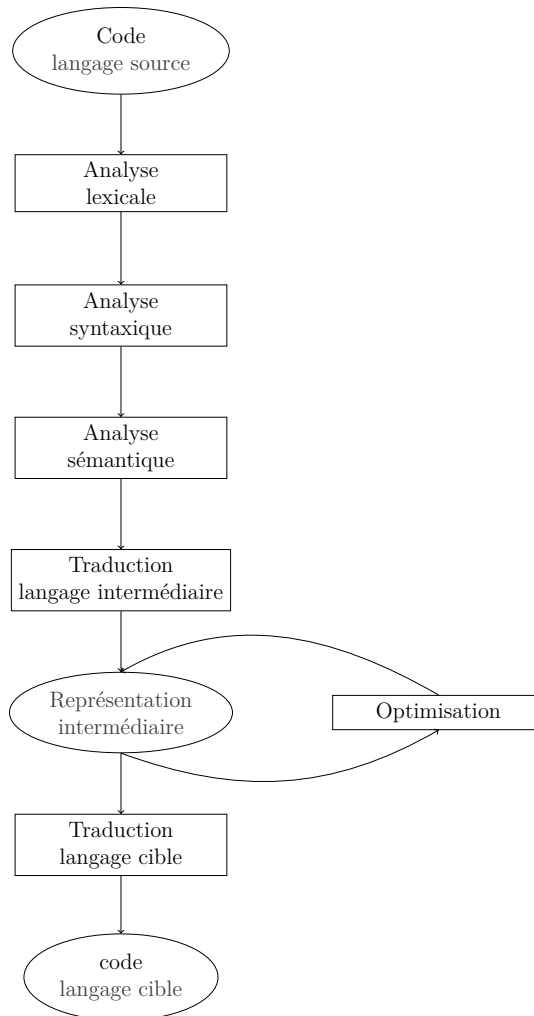 Code
langage source
Analyse
lexicale
Analyse
syntaxique
Analyse
sémantique
Traduction
langage intermédiaire
Représentation
intermédiaire
Optimisation
Traduction
langage cible
code
langage cible